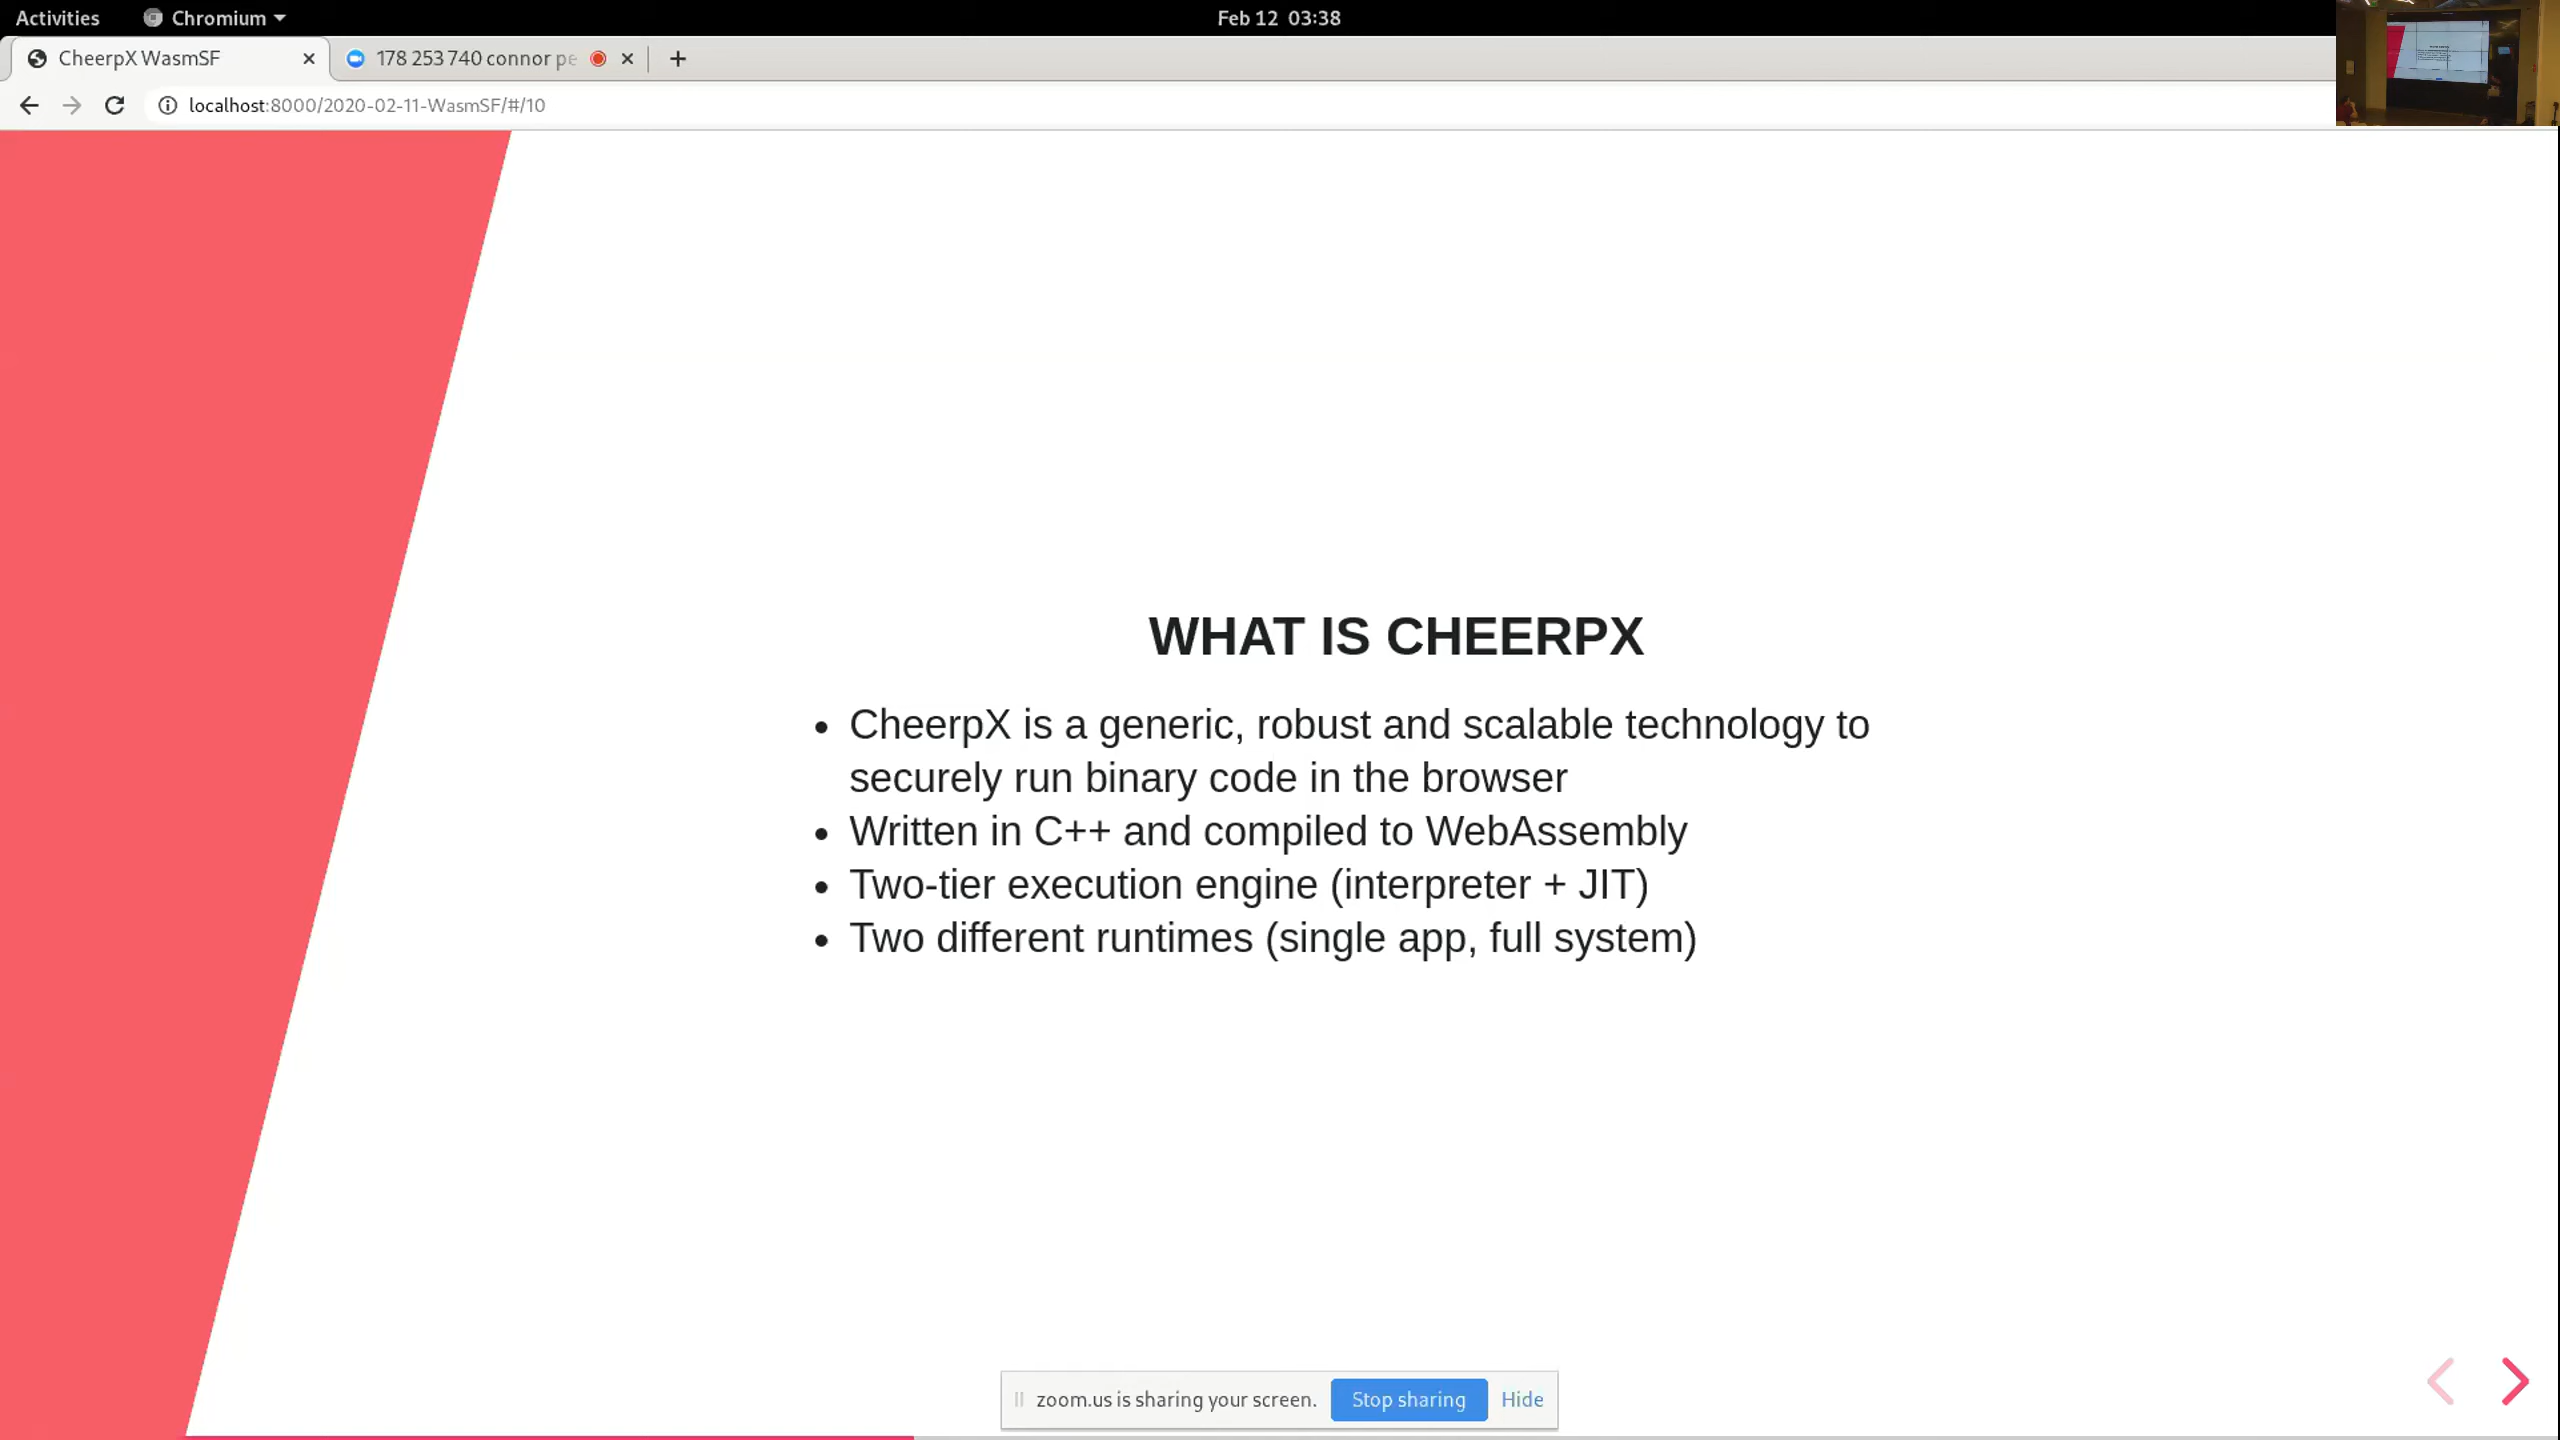 Activities
Chromium
Feb 12 03:38
CheerpX WasmSF
178 253 740 connor pe
localhost:8000/2020-02-11-WasmSF/#/10
WHAT IS CHEERPX
• CheerpX is a generic, robust and scalable technology to
securely run binary code in the browser
• Written in C++ and compiled to WebAssembly
• Two-tier execution engine (interpreter + JIT)
• Two different runtimes (single app, full system)
zoom.us is sharing your screen.
Stop sharing
Hide